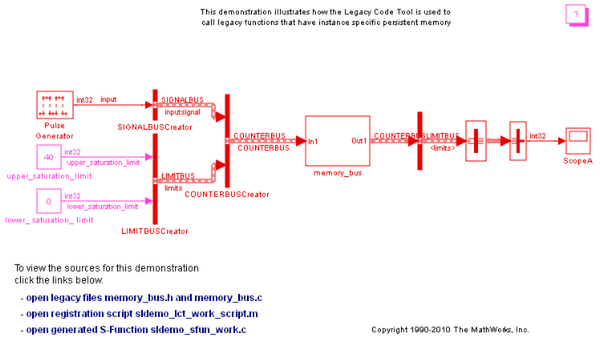 This demonstration illustrates how the Legacy Code Tool is used to
call legacy functions that have instance specific persistent memory
?
int32 input
Pulse
Generator
SIGNALBUS
inputsignal
SIGNALBUSCreator
40
int32
upper_saturation_limit
upper_saturation_limit
0
int32
lower_saturation_limit
lower_ saturation_ limit
LIMITBUS
limits
LIMITBUSCreator
COUNTERBUS
COUNTERBUS
COUNTERBUSCreator
In1 Out1
memory_bus
COUNTERBUS
LIMITBUS
<limits>
int32
ScopeA
To view the sources for this demonstration
click the links below.
- open legacy files memory_bus.h and memory_bus.c
- open registration script sldemo_lct_work_script.m
- open generated S-Function sldemo_sfun_work.c
Copyright 1990-2010 The MathWorks, Inc.